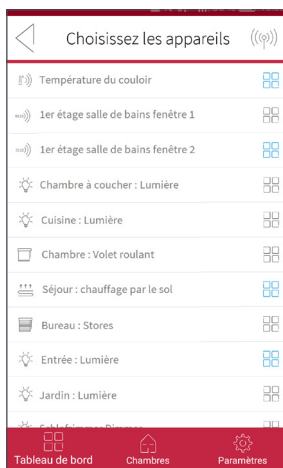 Choisissez les appareils
Température du couloir
1er étage salle de bains fenêtre 1
1er étage salle de bains fenêtre 2
Chambre à coucher : Lumière
Cuisine : Lumière
Chambre : Volet roulant
Séjour : chauffage par le sol
Bureau : Stores
Entrée : Lumière
Jardin : Lumière
Tableau de bord
Chambres
Paramètres